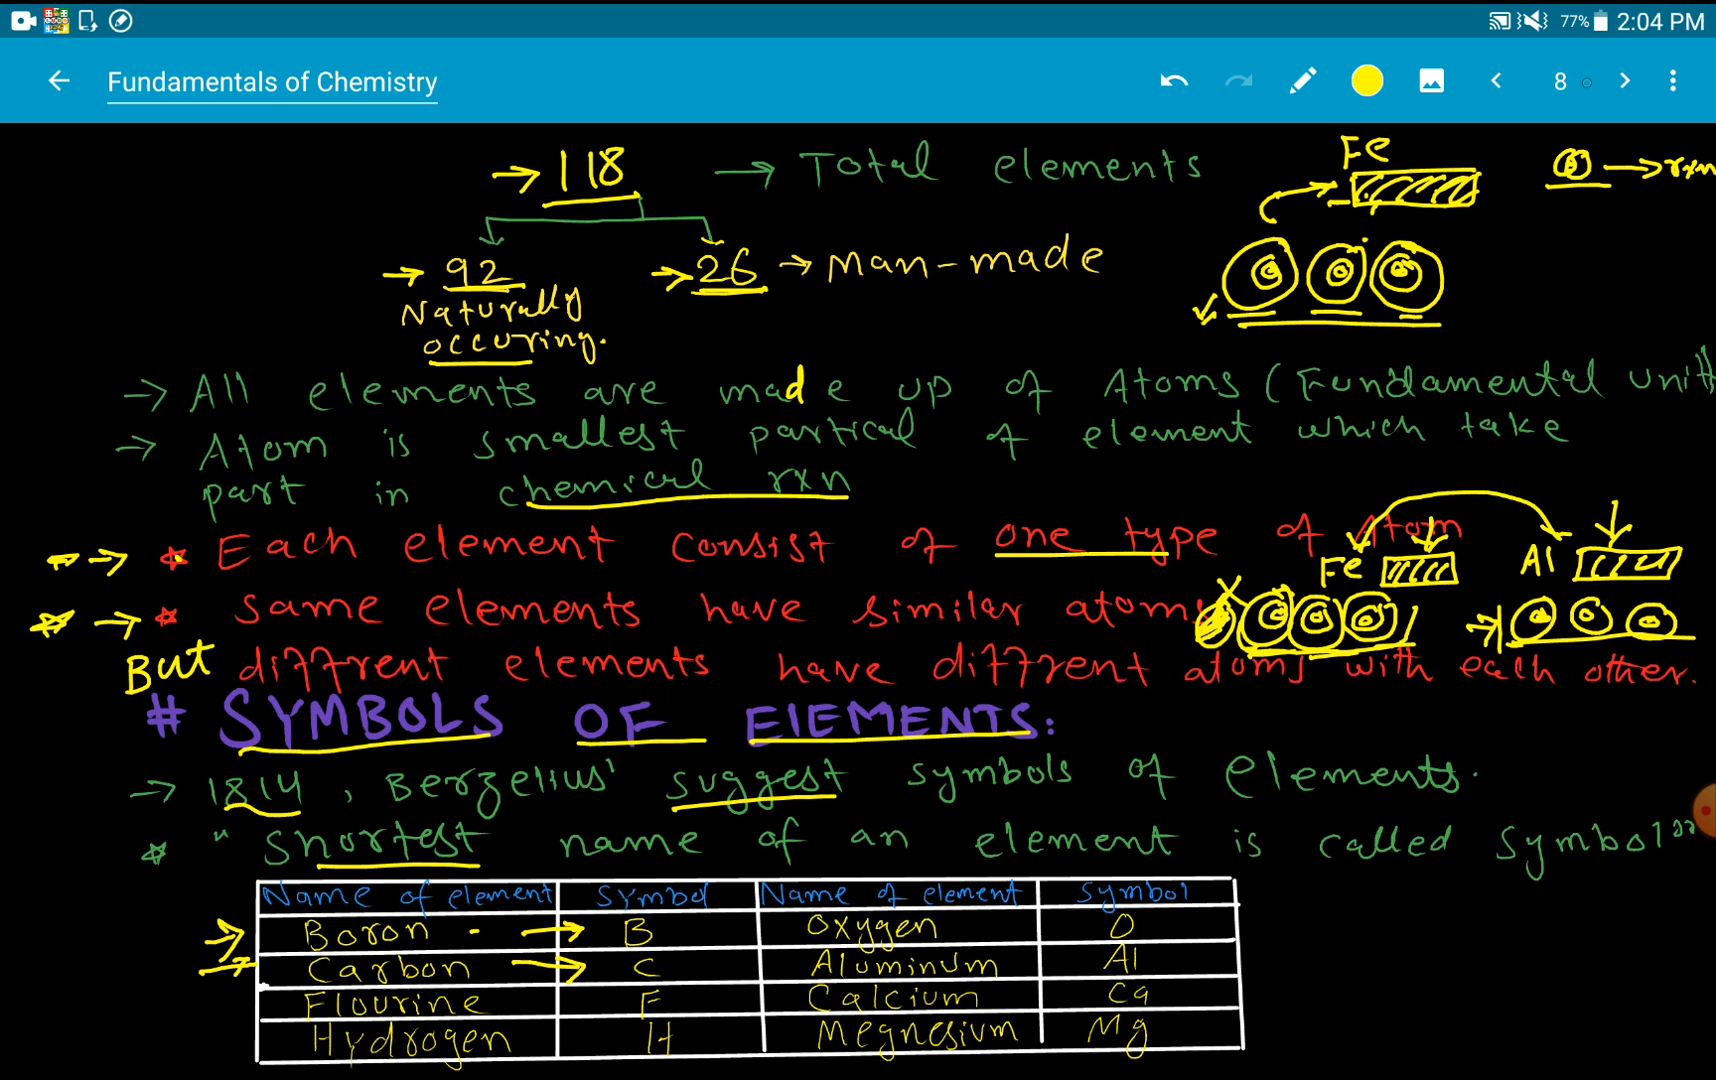 77% 2:04 PM
Fundamentals of Chemistry
8
→ 118 → Total elements
Fe
→ rxn
→ 92
→ 26 → Man-made
Naturally
occuring.
→ All elements are made up of Atoms (Fundamental unit)
→ Atom is smallest partical of element which take
part in chemical rxn
→ * Each element consist of one type of Atom
Fe
Al
→ * Same elements have similar atoms
But different elements have different atoms with each other.
# SYMBOLS OF ElEMENTS:
→ 1814, Berzelius' suggest symbols of elements.
* "Shortest name of an element is called Symbol"
Name of element Symbol Name of element Symbol
Boron → B Oxygen O
Carbon → C Aluminum Al
Flourine F Calcium Ca
Hydrogen H Megnesium Mg